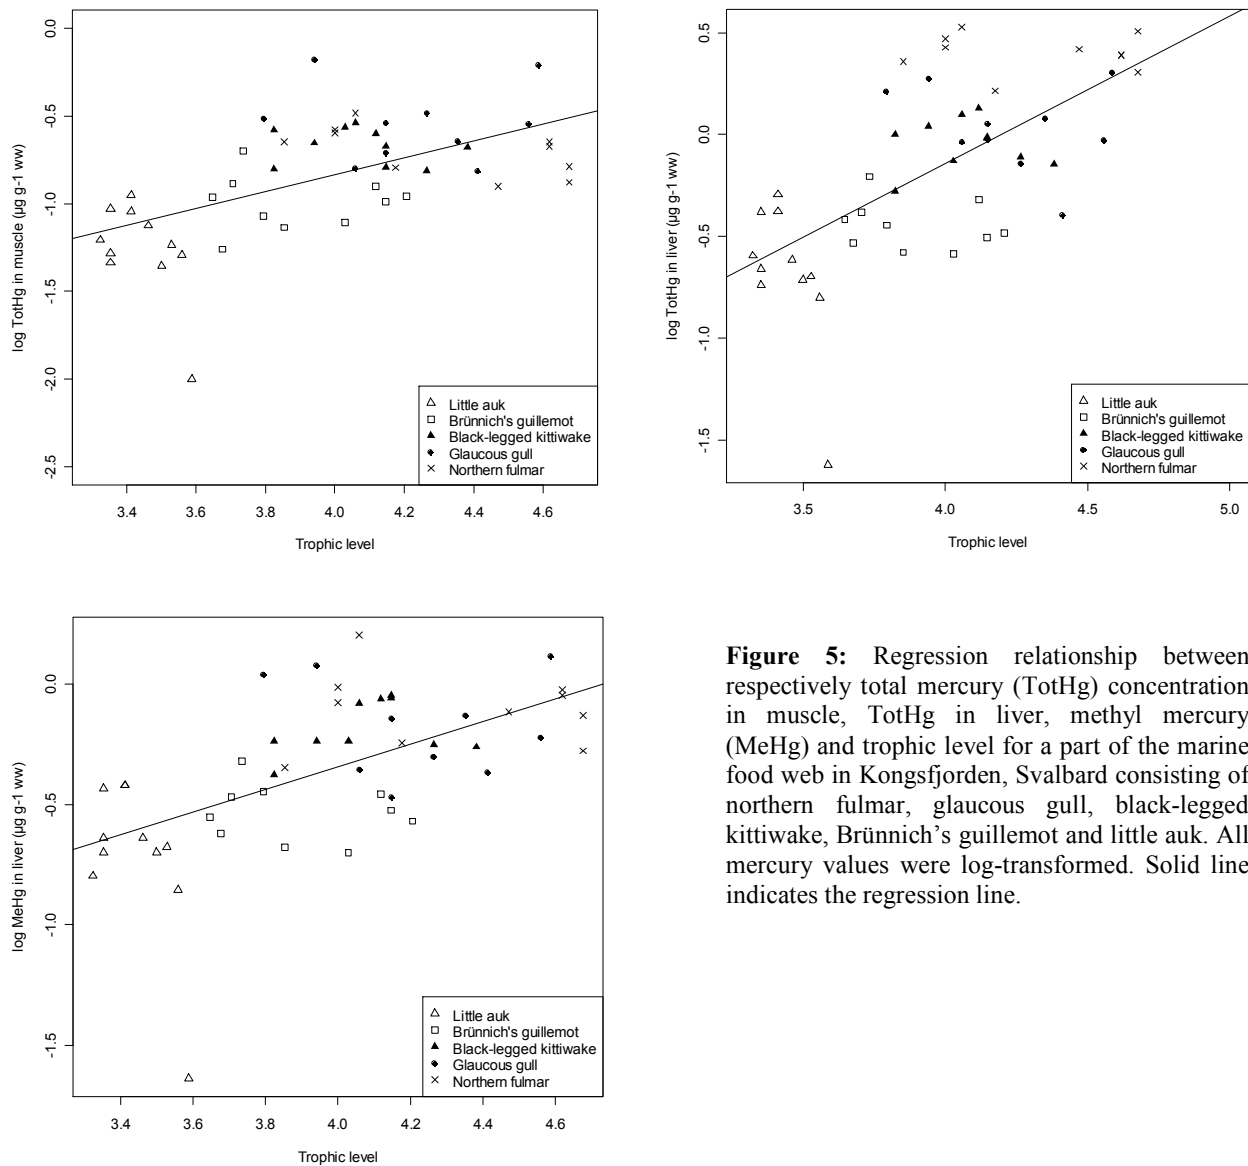 log TotHg in muscle (µg g-1 ww)
0.0
-0.5
-1.0
-1.5
-2.0
-2.5
3.4 3.6 3.8 4.0 4.2 4.4 4.6
Trophic level
Little auk
Brünnich's guillemot
Black-legged kittiwake
Glaucous gull
Northern fulmar
log TotHg in liver (µg g-1 ww)
0.5
0.0
-0.5
-1.0
-1.5
3.5 4.0 4.5 5.0
Trophic level
Little auk
Brünnich's guillemot
Black-legged kittiwake
Glaucous gull
Northern fulmar
log MeHg in liver (µg g-1 ww)
0.0
-0.5
-1.0
-1.5
3.4 3.6 3.8 4.0 4.2 4.4 4.6
Trophic level
Little auk
Brünnich's guillemot
Black-legged kittiwake
Glaucous gull
Northern fulmar
Figure 5: Regression relationship between
respectively total mercury (TotHg) concentration
in muscle, TotHg in liver, methyl mercury
(MeHg) and trophic level for a part of the marine
food web in Kongsfjorden, Svalbard consisting of
northern fulmar, glaucous gull, black-legged
kittiwake, Brünnich’s guillemot and little auk. All
mercury values were log-transformed. Solid line
indicates the regression line.